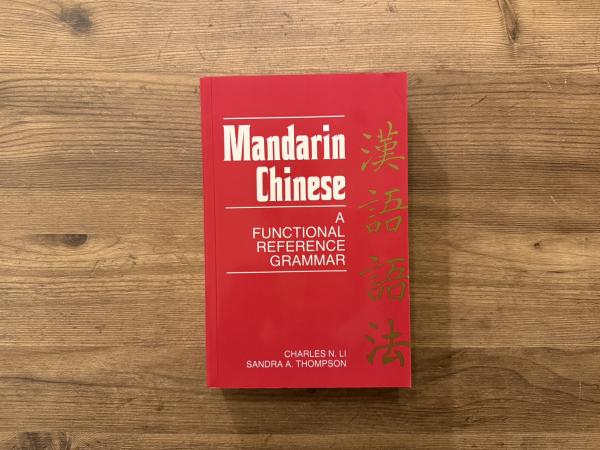 Mandarin
Chinese
A
FUNCTIONAL
REFERENCE
GRAMMAR
CHARLES N. LI
SANDRA A. THOMPSON
漢語語法